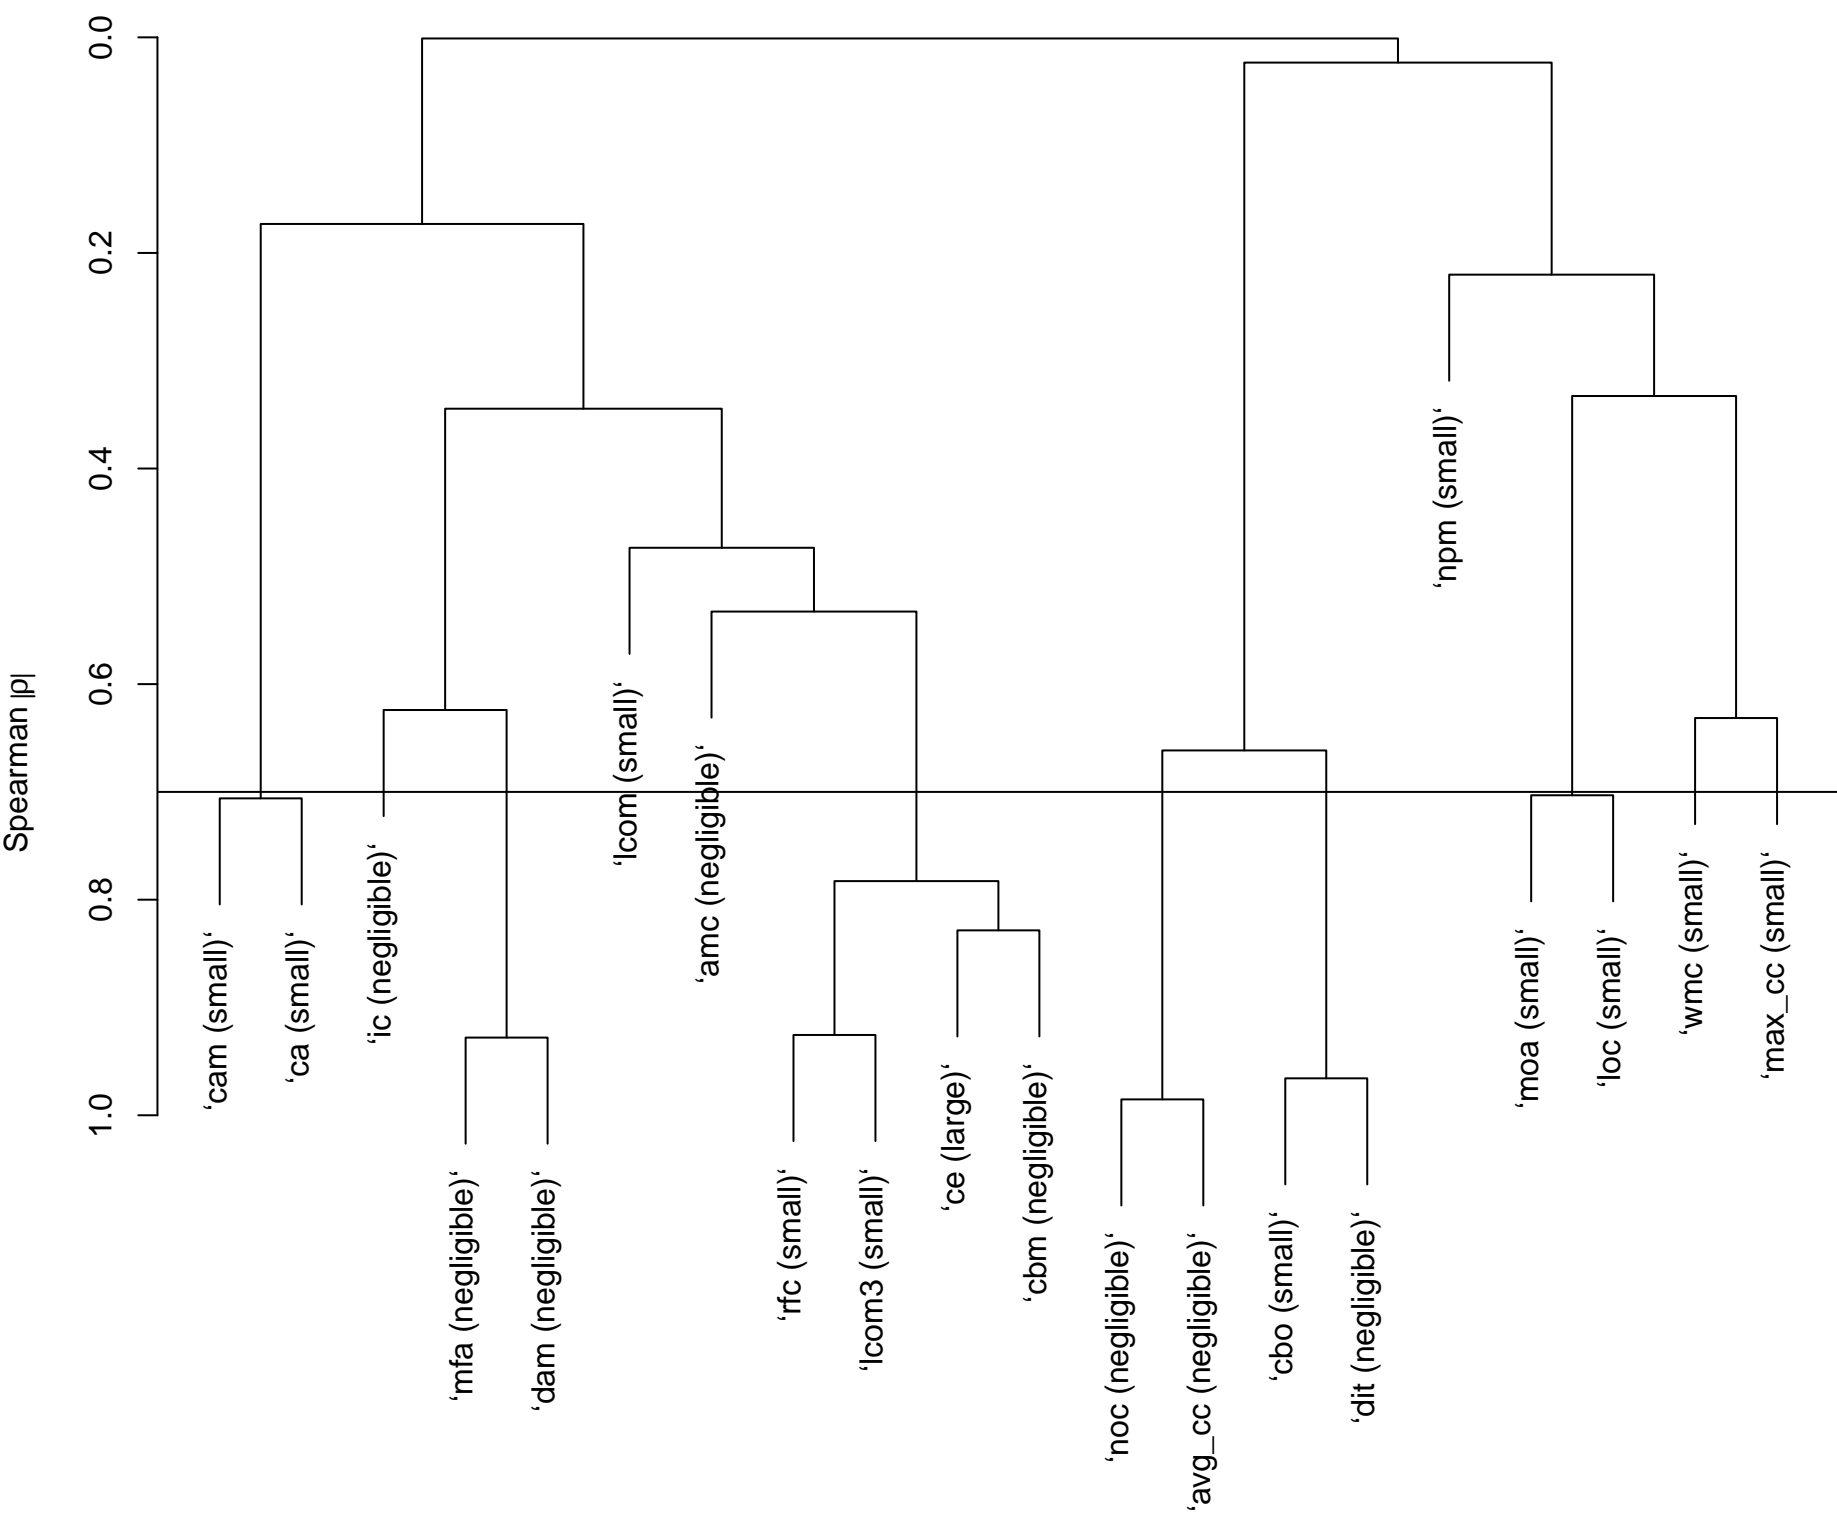 Spearman |ρ|
0.0
0.2
0.4
0.6
0.8
1.0
‘cam (small)‘
‘ca (small)‘
‘ic (negligible)‘
‘mfa (negligible)‘
‘dam (negligible)‘
‘lcom (small)‘
‘amc (negligible)‘
‘rfc (small)‘
‘lcom3 (small)‘
‘ce (large)‘
‘cbm (negligible)‘
‘noc (negligible)‘
‘avg_cc (negligible)‘
‘cbo (small)‘
‘dit (negligible)‘
‘npm (small)‘
‘moa (small)‘
‘loc (small)‘
‘wmc (small)‘
‘max_cc (small)‘